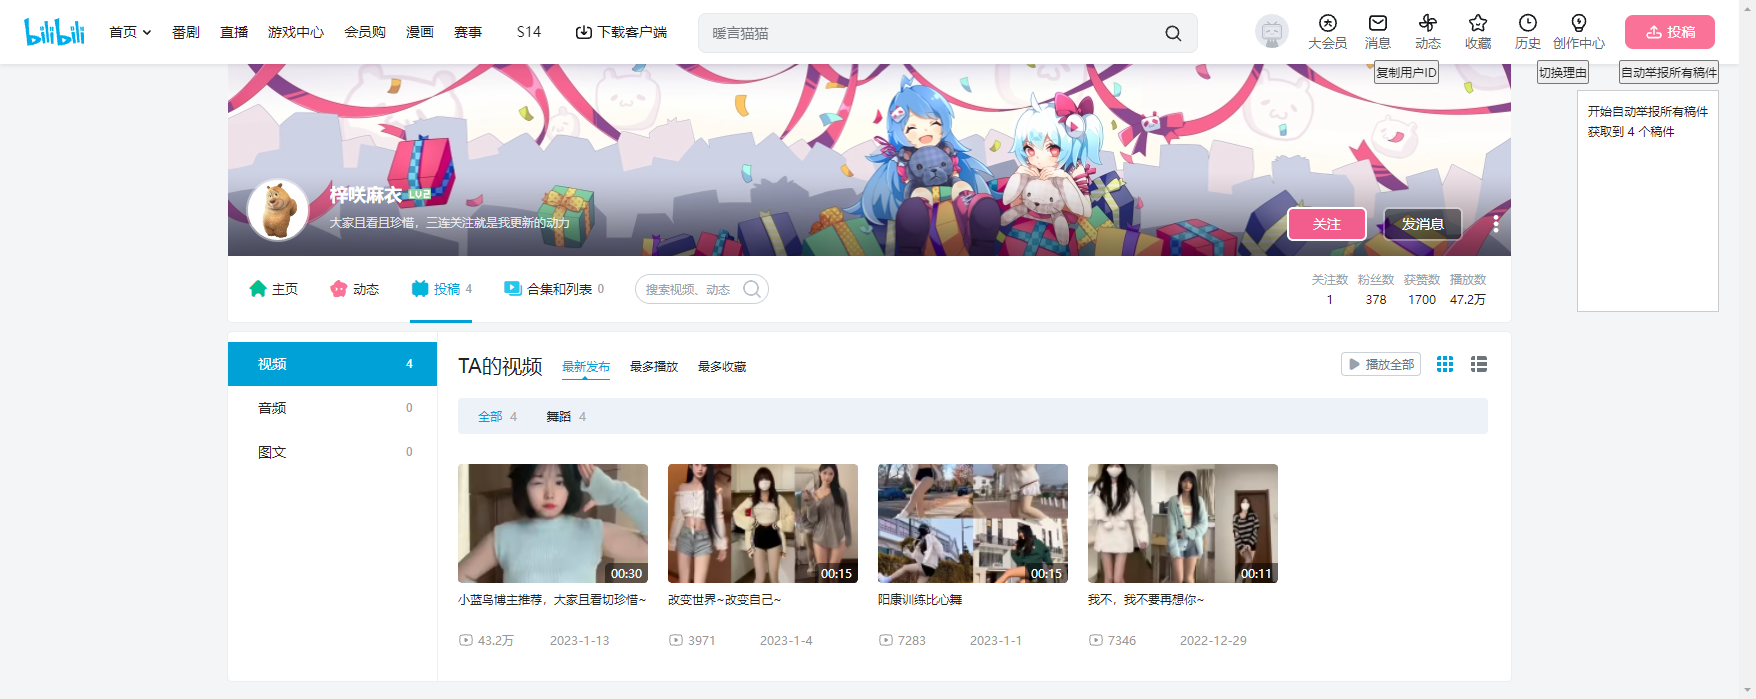 bilibili
首页 番剧 直播 游戏中心 会员购 漫画 赛事 S14 下载客户端 暖言猫猫 大会员 消息 动态 收藏 历史 创作中心 投稿
复制用户ID 切换理由 自动举报所有稿件
开始自动举报所有稿件
获取到 4 个稿件
梓咲麻衣 LV2
大家且看且珍惜，三连关注就是我更新的动力
关注 发消息
主页 动态 投稿 4 合集和列表 0 搜索视频、动态
关注数 粉丝数 获赞数 播放数
1 378 1700 47.2万
视频 4
音频 0
图文 0
TA的视频 最新发布 最多播放 最多收藏 播放全部
全部 4 舞蹈 4
00:30 00:15 00:15 00:11
小蓝鸟博主推荐，大家且看切珍惜~ 改变世界~改变自己~ 阳康训练比心舞 我不，我不要再想你~
43.2万 2023-1-13 3971 2023-1-4 7283 2023-1-1 7346 2022-12-29